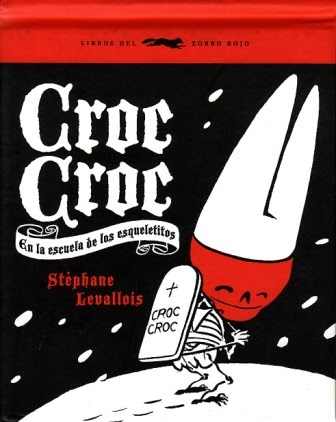 LIBROS DEL ZORRO ROJO
Croc
Croc
En la escuela de los esqueletitos
Stéphane
Levallois
CROC
CROC